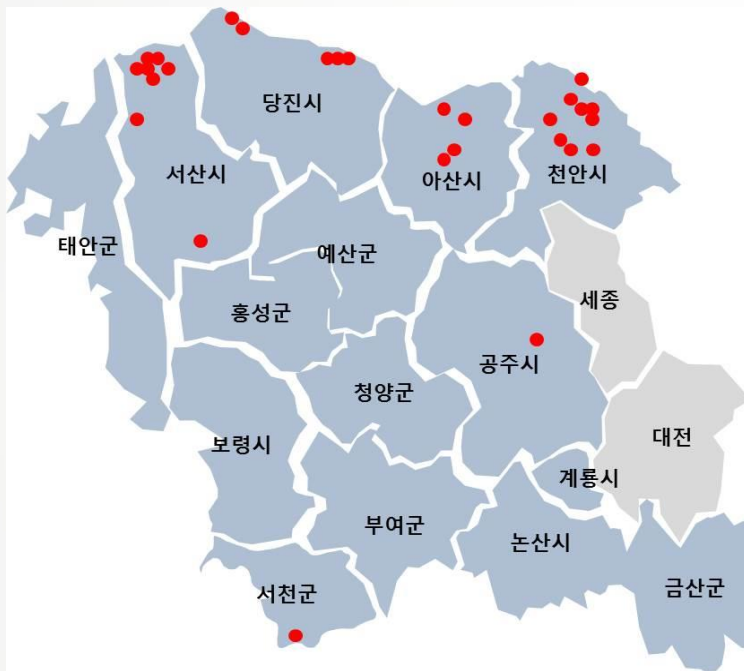 당진시
서산시
아산시
천안시
태안군
예산군
홍성군
세종
공주시
청양군
보령시
대전
계룡시
부여군
논산시
서천군
금산군